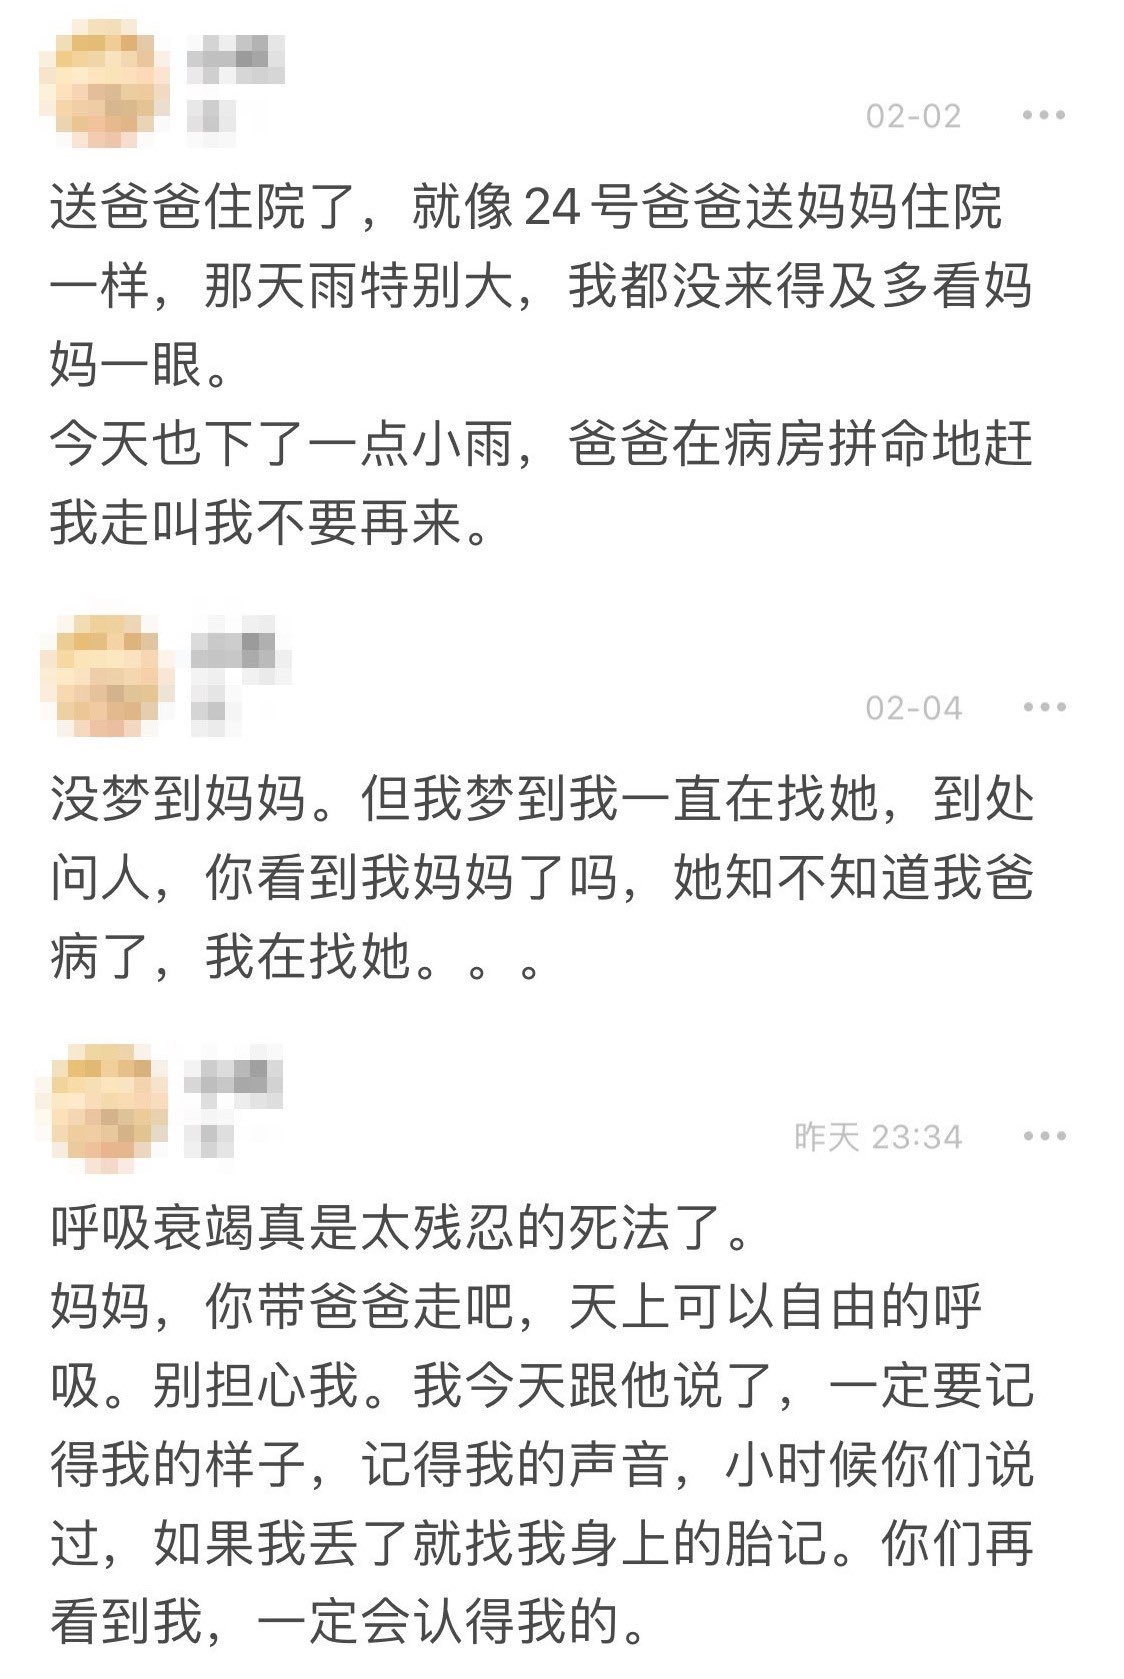 02-02
送爸爸住院了，就像24号爸爸送妈妈住院
一样，那天雨特别大，我都没来得及多看妈
妈一眼。
今天也下了一点小雨，爸爸在病房拼命地赶
我走叫我不要再来。
02-04
没梦到妈妈。但我梦到我一直在找她，到处
问人，你看到我妈妈了吗，她知不知道我爸
病了，我在找她。。。
昨天 23:34
呼吸衰竭真是太残忍的死法了。
妈妈，你带爸爸走吧，天上可以自由的呼
吸。别担心我。我今天跟他说了，一定要记
得我的样子，记得我的声音，小时候你们说
过，如果我丢了就找我身上的胎记。你们再
看到我，一定会认得我的。